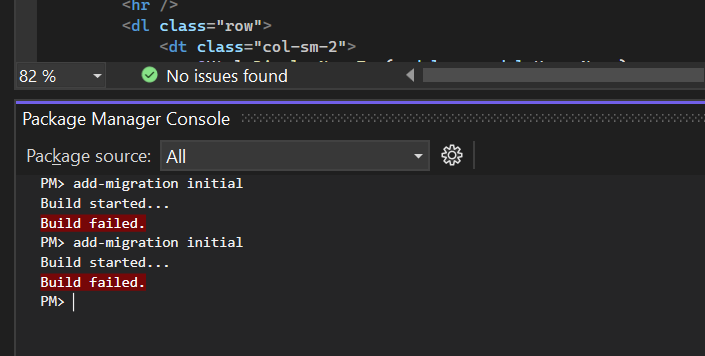 <hr />
<dl class="row">
<dt class="col-sm-2">
82 %
No issues found
Package Manager Console
Package source: All
PM> add-migration initial
Build started...
Build failed.
PM> add-migration initial
Build started...
Build failed.
PM>